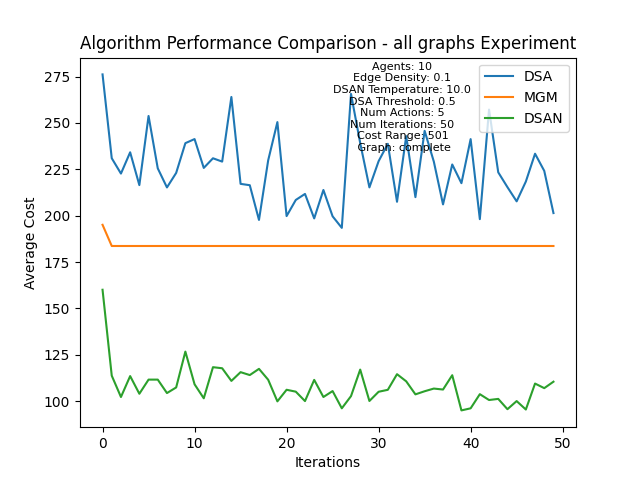 Algorithm Performance Comparison - all graphs Experiment
Agents: 10
Edge Density: 0.1
DSAN Temperature: 10.0
DSA Threshold: 0.5
Num Actions: 5
Num Iterations: 50
Cost Range: 501
Graph: complete
DSA
MGM
DSAN
Average Cost
275
250
225
200
175
150
125
100
0
10
20
30
40
50
Iterations